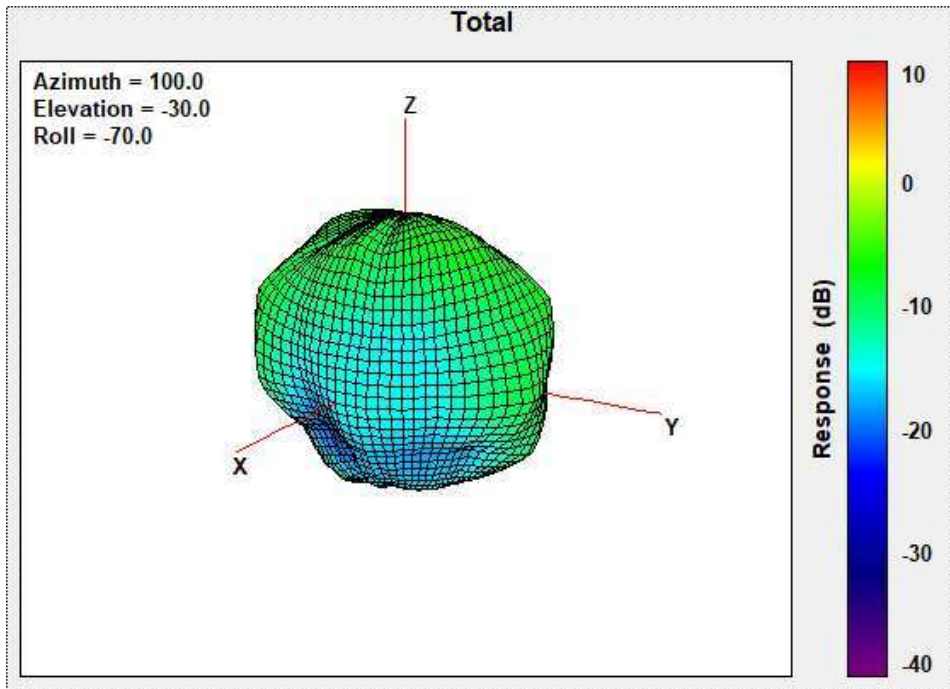 Total
Azimuth = 100.0
Elevation = -30.0
Roll = -70.0
Z
X
Y
Response (dB)
10
0
-10
-20
-30
-40